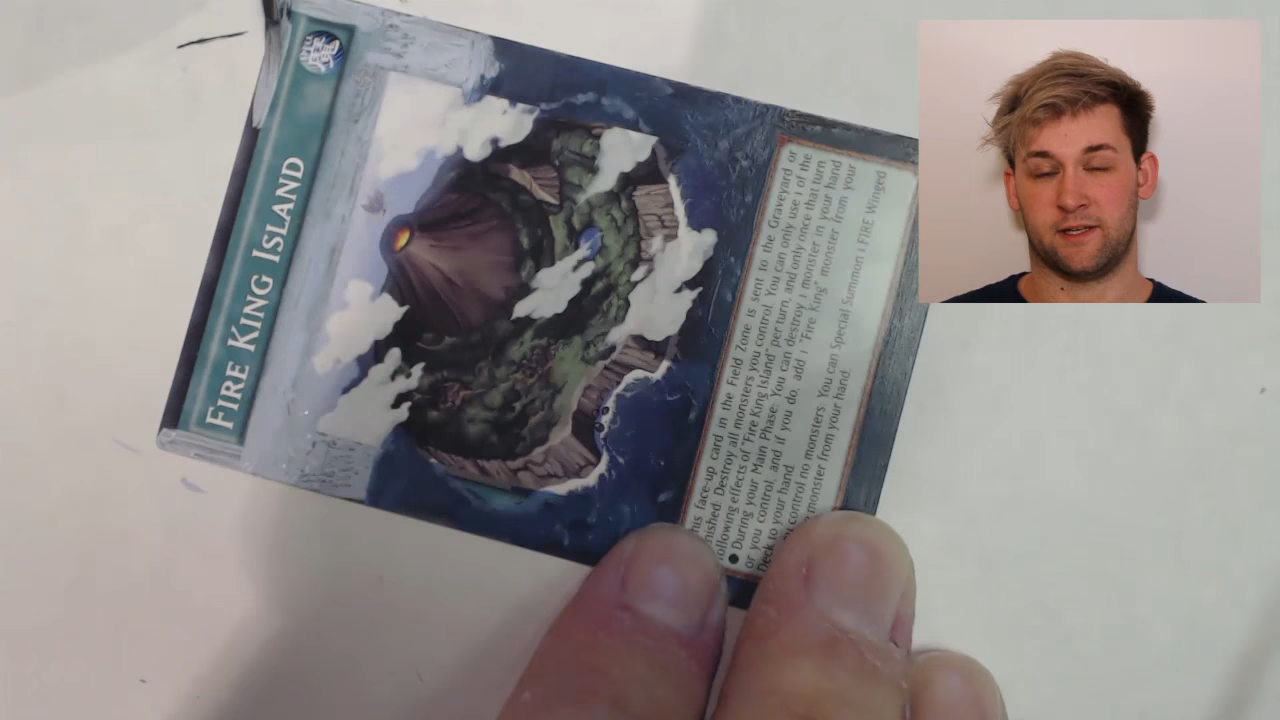 FIRE KING ISLAND
his face-up card in the Field Zone is sent to the Graveyard or
nished: Destroy all monsters you control. You can only use 1 of the
following effects of "Fire King Island" per turn, and only once that turn
● During your Main Phase: You can destroy 1 monster in your hand
or you control, and if you do, add 1 "Fire King" monster from your
Deck to your hand.
control no monsters: You can Special Summon 1 FIRE Winged
monster from your hand.